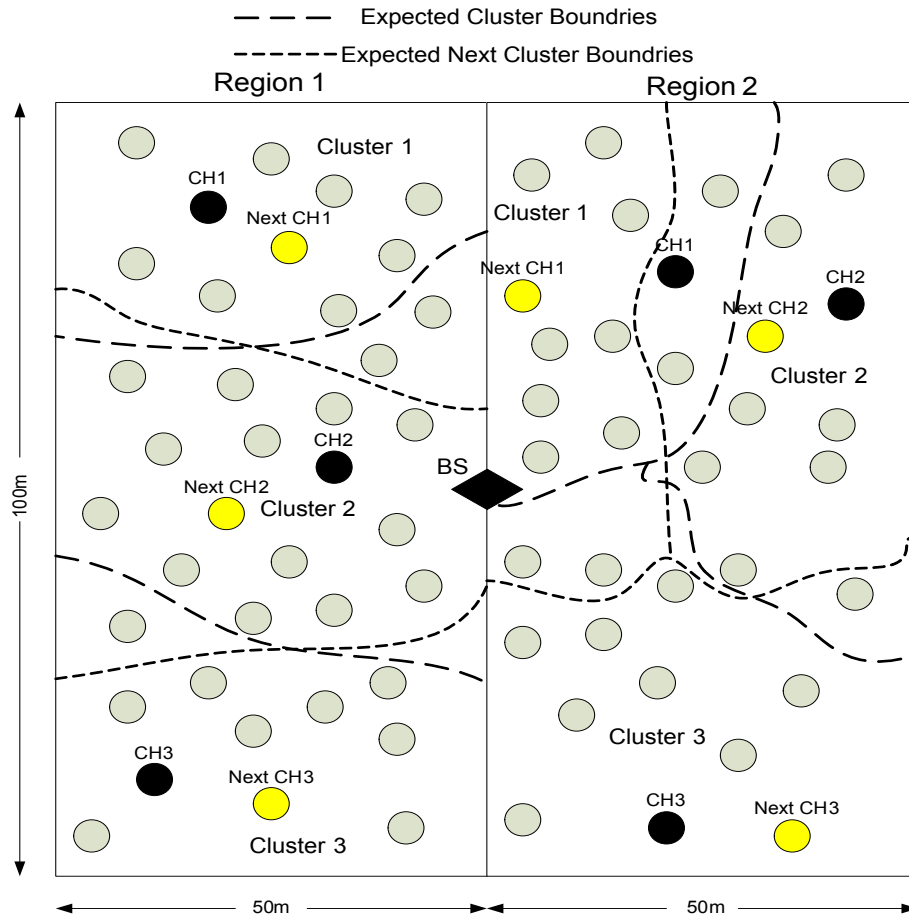 Expected Cluster Boundries
Expected Next Cluster Boundries
Region 1
Region 2
Cluster 1
CH1
Next CH1
Cluster 1
CH1
Next CH1
CH2
Next CH2
Cluster 2
CH2
BS
Next CH2
Cluster 2
100m
Cluster 3
CH3
Next CH3
Cluster 3
CH3
Next CH3
50m
50m